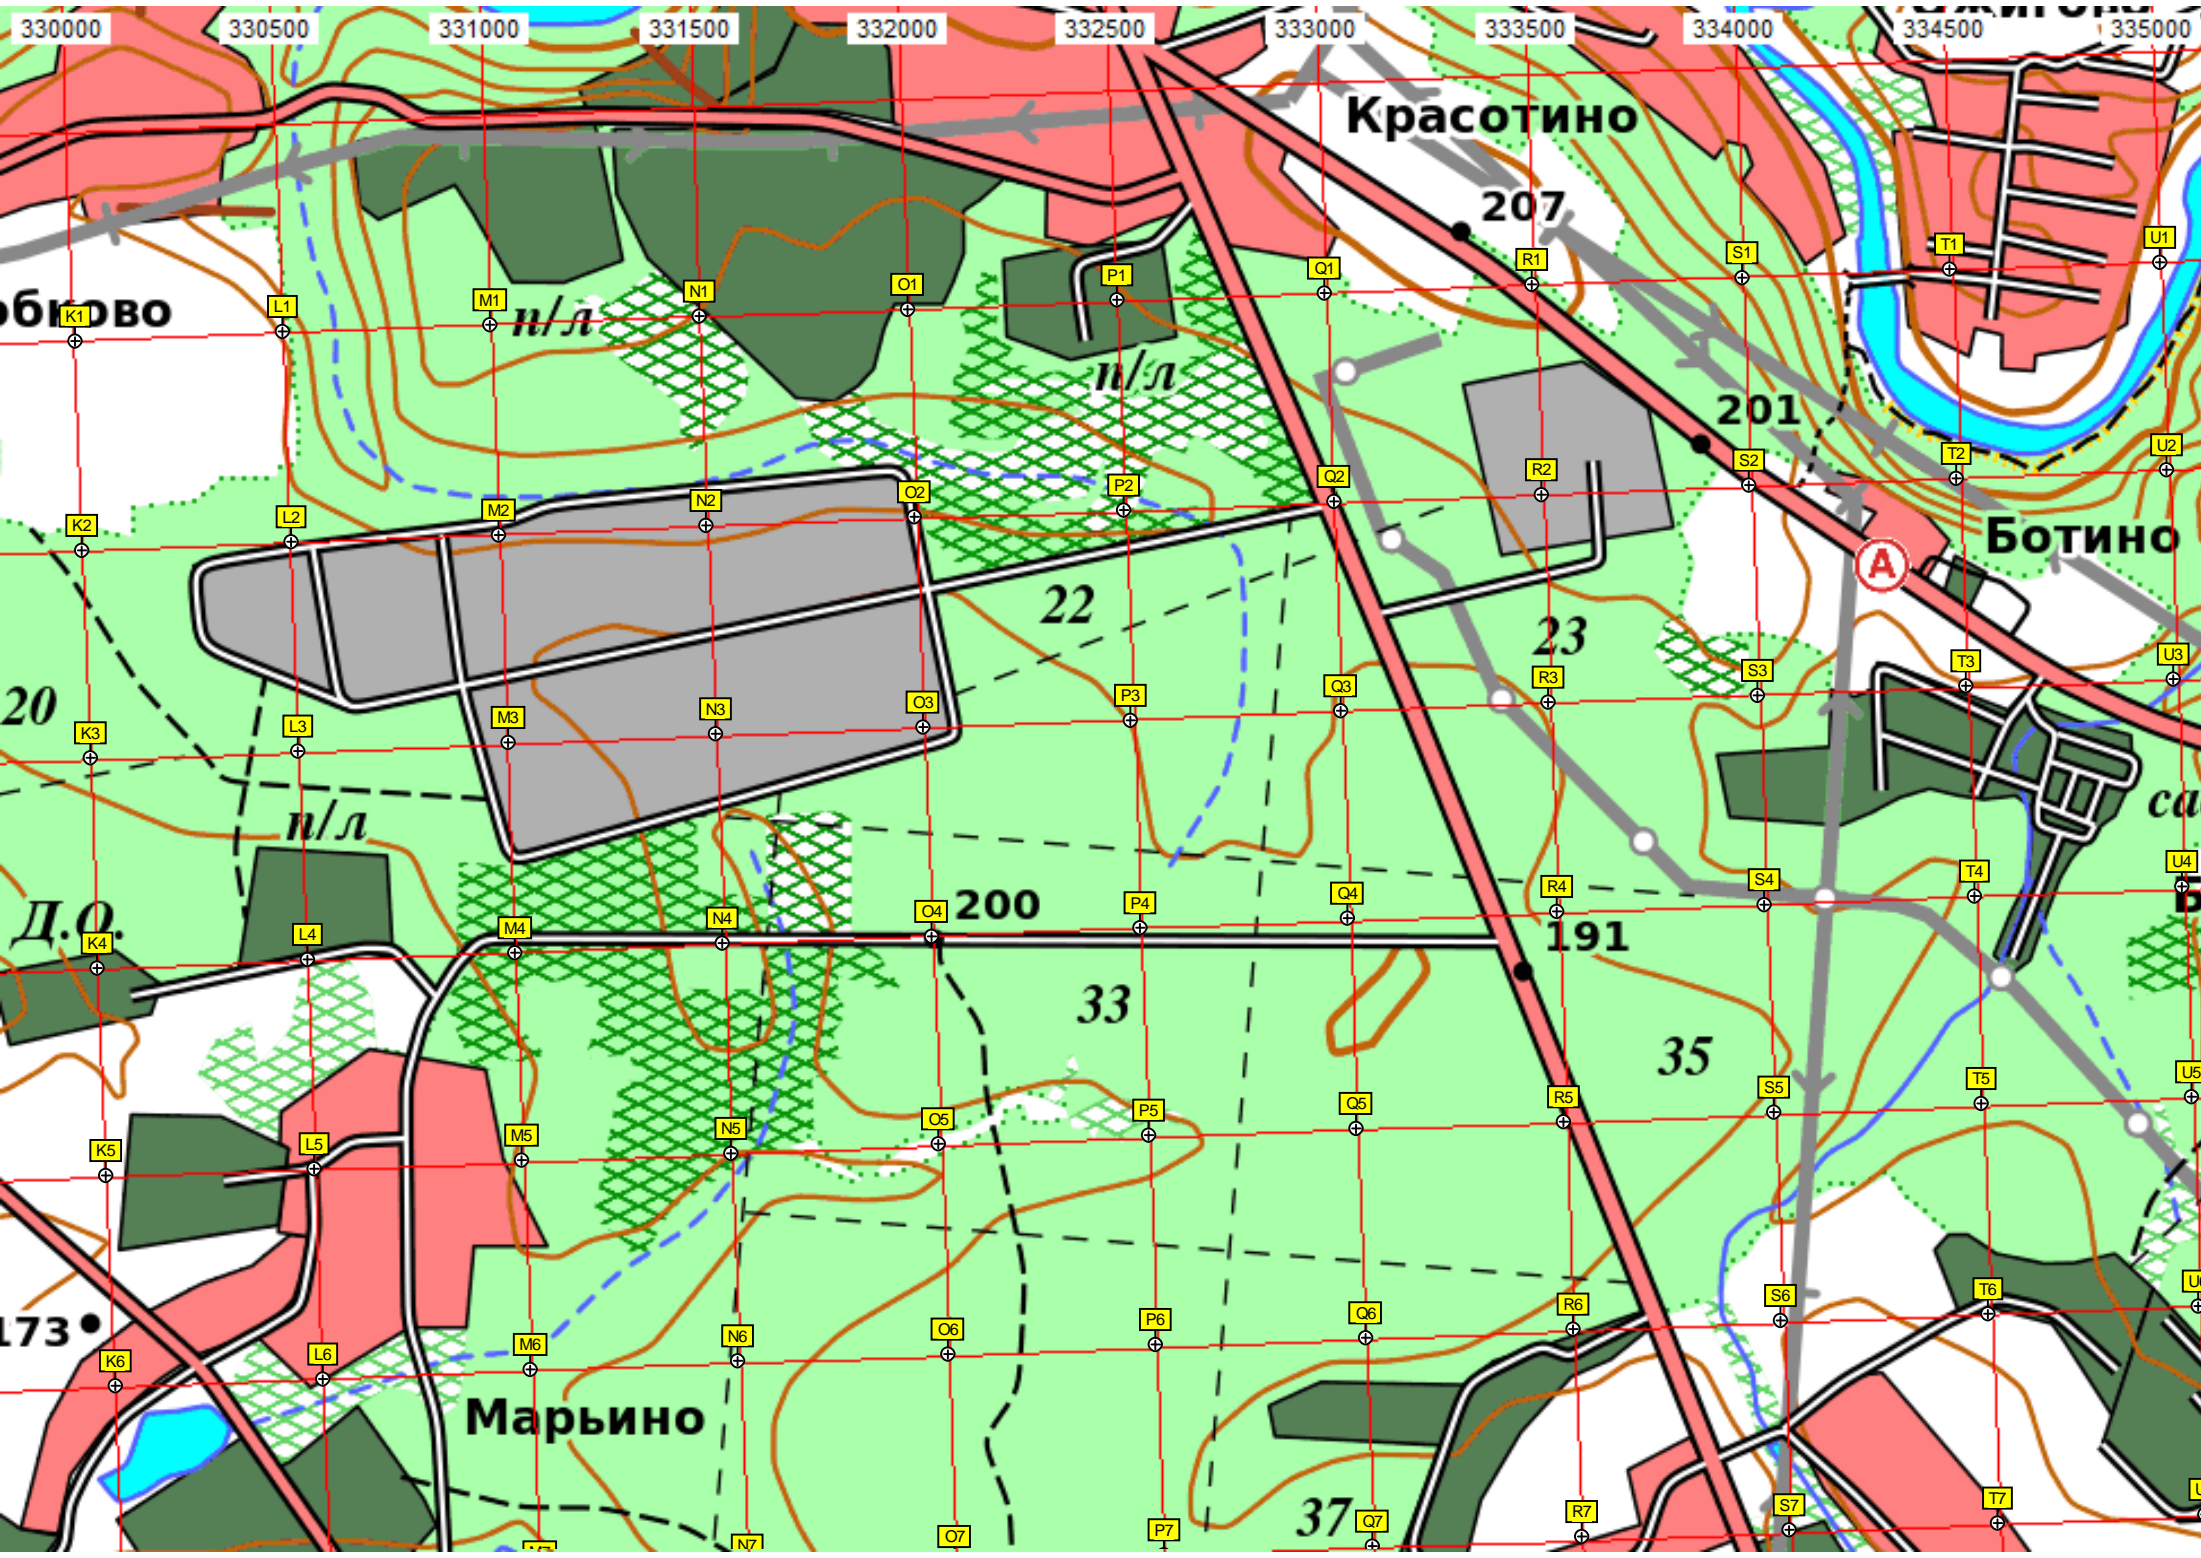 330000 330500 331000 331500 332000 332500 333000 333500 334000 334500 335000
Красотино
207
K1 L1 M1 N1 O1 P1 Q1 R1 S1 T1 U1
п/л
п/л
201
K2 L2 M2 N2 O2 P2 Q2 R2 S2 T2 U2
Ботино
А
22
23
20
K3 L3 M3 N3 O3 P3 Q3 R3 S3 T3 U3
п/л
са
Д.О.
200
K4 L4 M4 N4 O4 P4 Q4 R4 S4 T4 U4
191
33
35
K5 L5 M5 N5 O5 P5 Q5 R5 S5 T5 U5
173
K6 L6 M6 N6 O6 P6 Q6 R6 S6 T6
Марьино
37
N7 O7 P7 Q7 R7 S7 T7